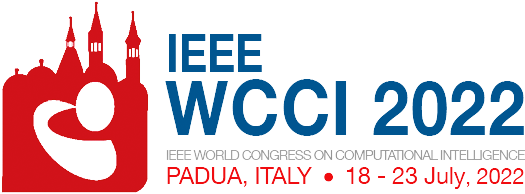 IEEE
WCCI 2022
IEEE WORLD CONGRESS ON COMPUTATIONAL INTELLIGENCE
PADUA, ITALY • 18 - 23 July, 2022